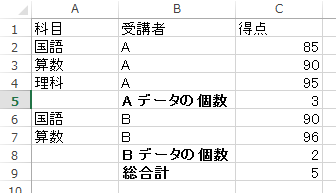 A B C
1 科目 受講者 得点
2 国語 A 85
3 算数 A 90
4 理科 A 95
5 A データの個数 3
6 国語 B 90
7 算数 B 96
8 B データの個数 2
9 総合計 5